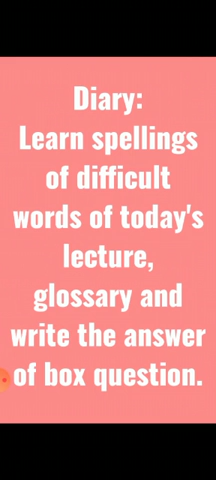 Diary:
Learn spellings
of difficult
words of today's
lecture,
glossary and
write the answer
of box question.